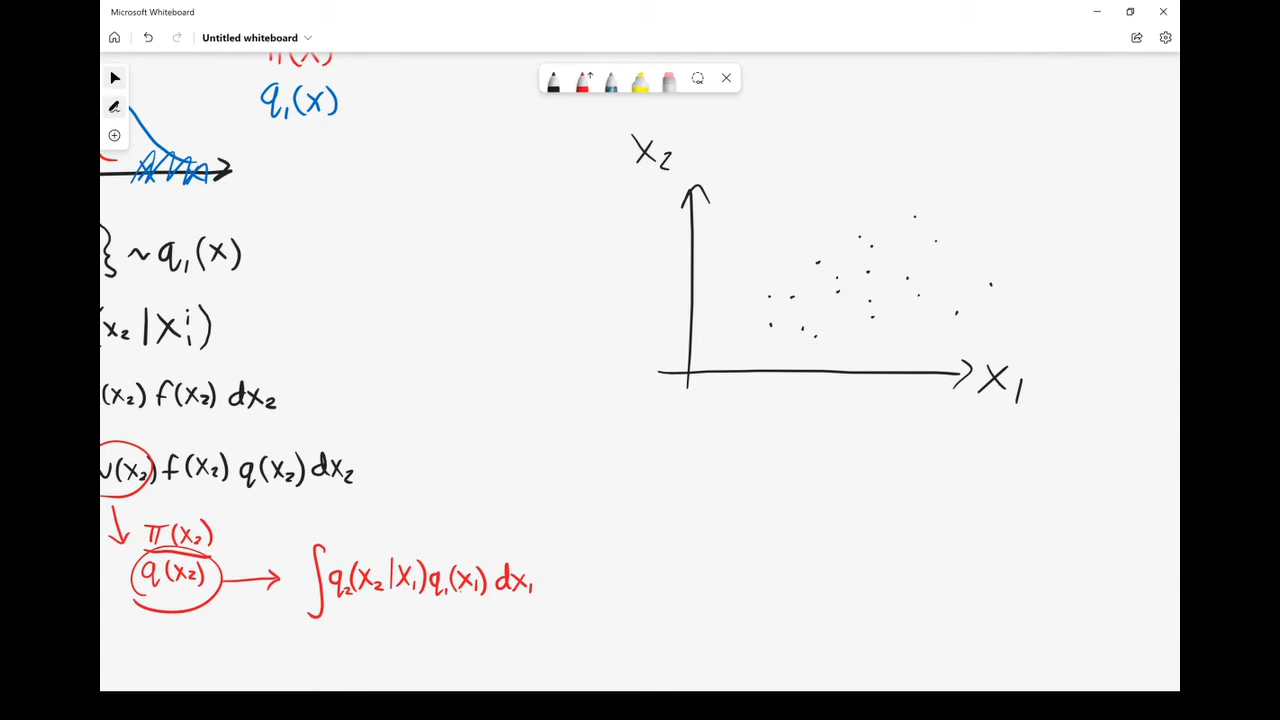 Microsoft Whiteboard
Untitled whiteboard
π(x)
q₁(x)
} ~ q₁(x)
(x₂ | x₁ⁱ)
(x₂) f(x₂) dx₂
w(x₂) f(x₂) q(x₂) dx₂
π(x₂)
q(x₂) → ∫ q₂(x₂|x₁) q₁(x₁) dx₁
x₂
x₁